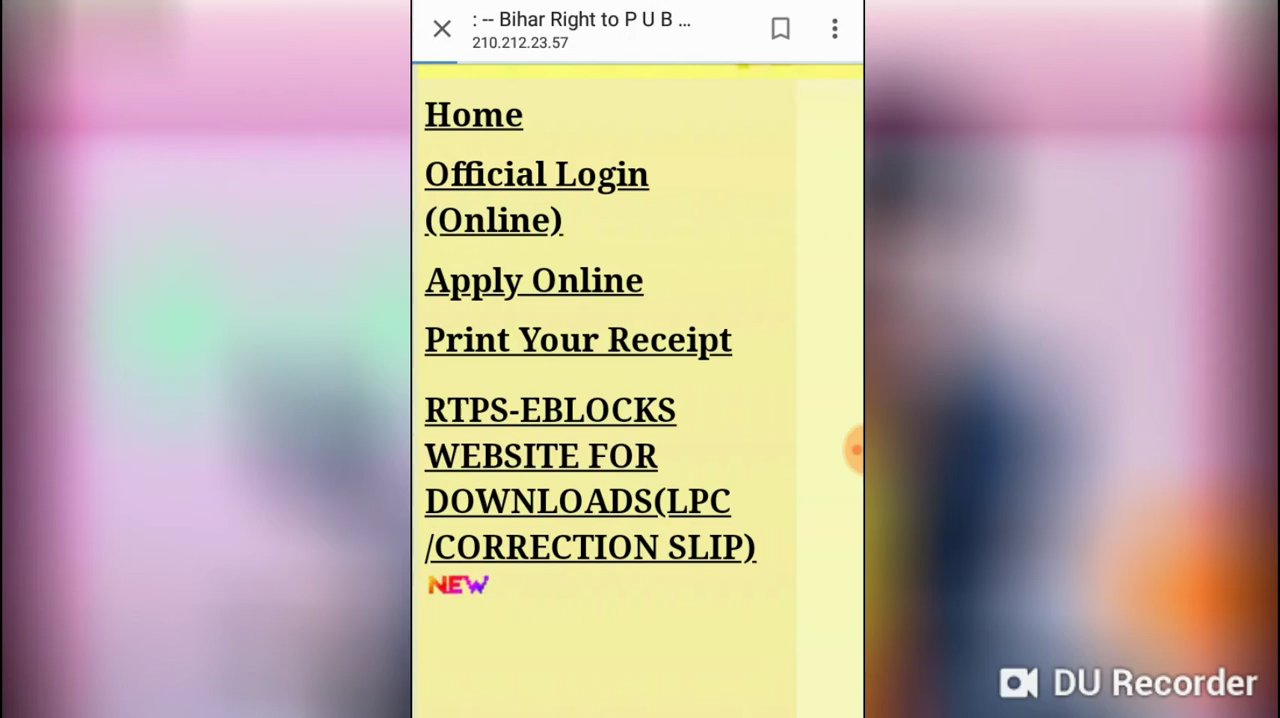 : -- Bihar Right to P U B ...
210.212.23.57
Home
Official Login
(Online)
Apply Online
Print Your Receipt
RTPS-EBLOCKS
WEBSITE FOR
DOWNLOADS(LPC
/CORRECTION SLIP)
NEW
DU Recorder